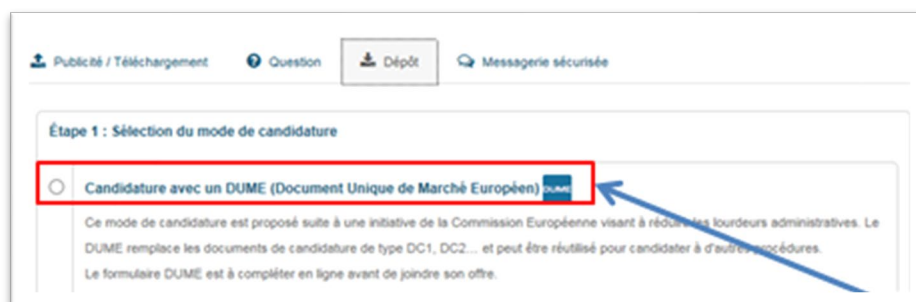 Publicité / Téléchargement Question Dépôt Messagerie sécurisée
Étape 1 : Sélection du mode de candidature
Candidature avec un DUME (Document Unique de Marché Européen) DUME
Ce mode de candidature est proposé suite à une initiative de la Commission Européenne visant à réduire les lourdeurs administratives. Le
DUME remplace les documents de candidature de type DC1, DC2... et peut être réutilisé pour candidater à d'autres procédures.
Le formulaire DUME est à compléter en ligne avant de joindre son offre.